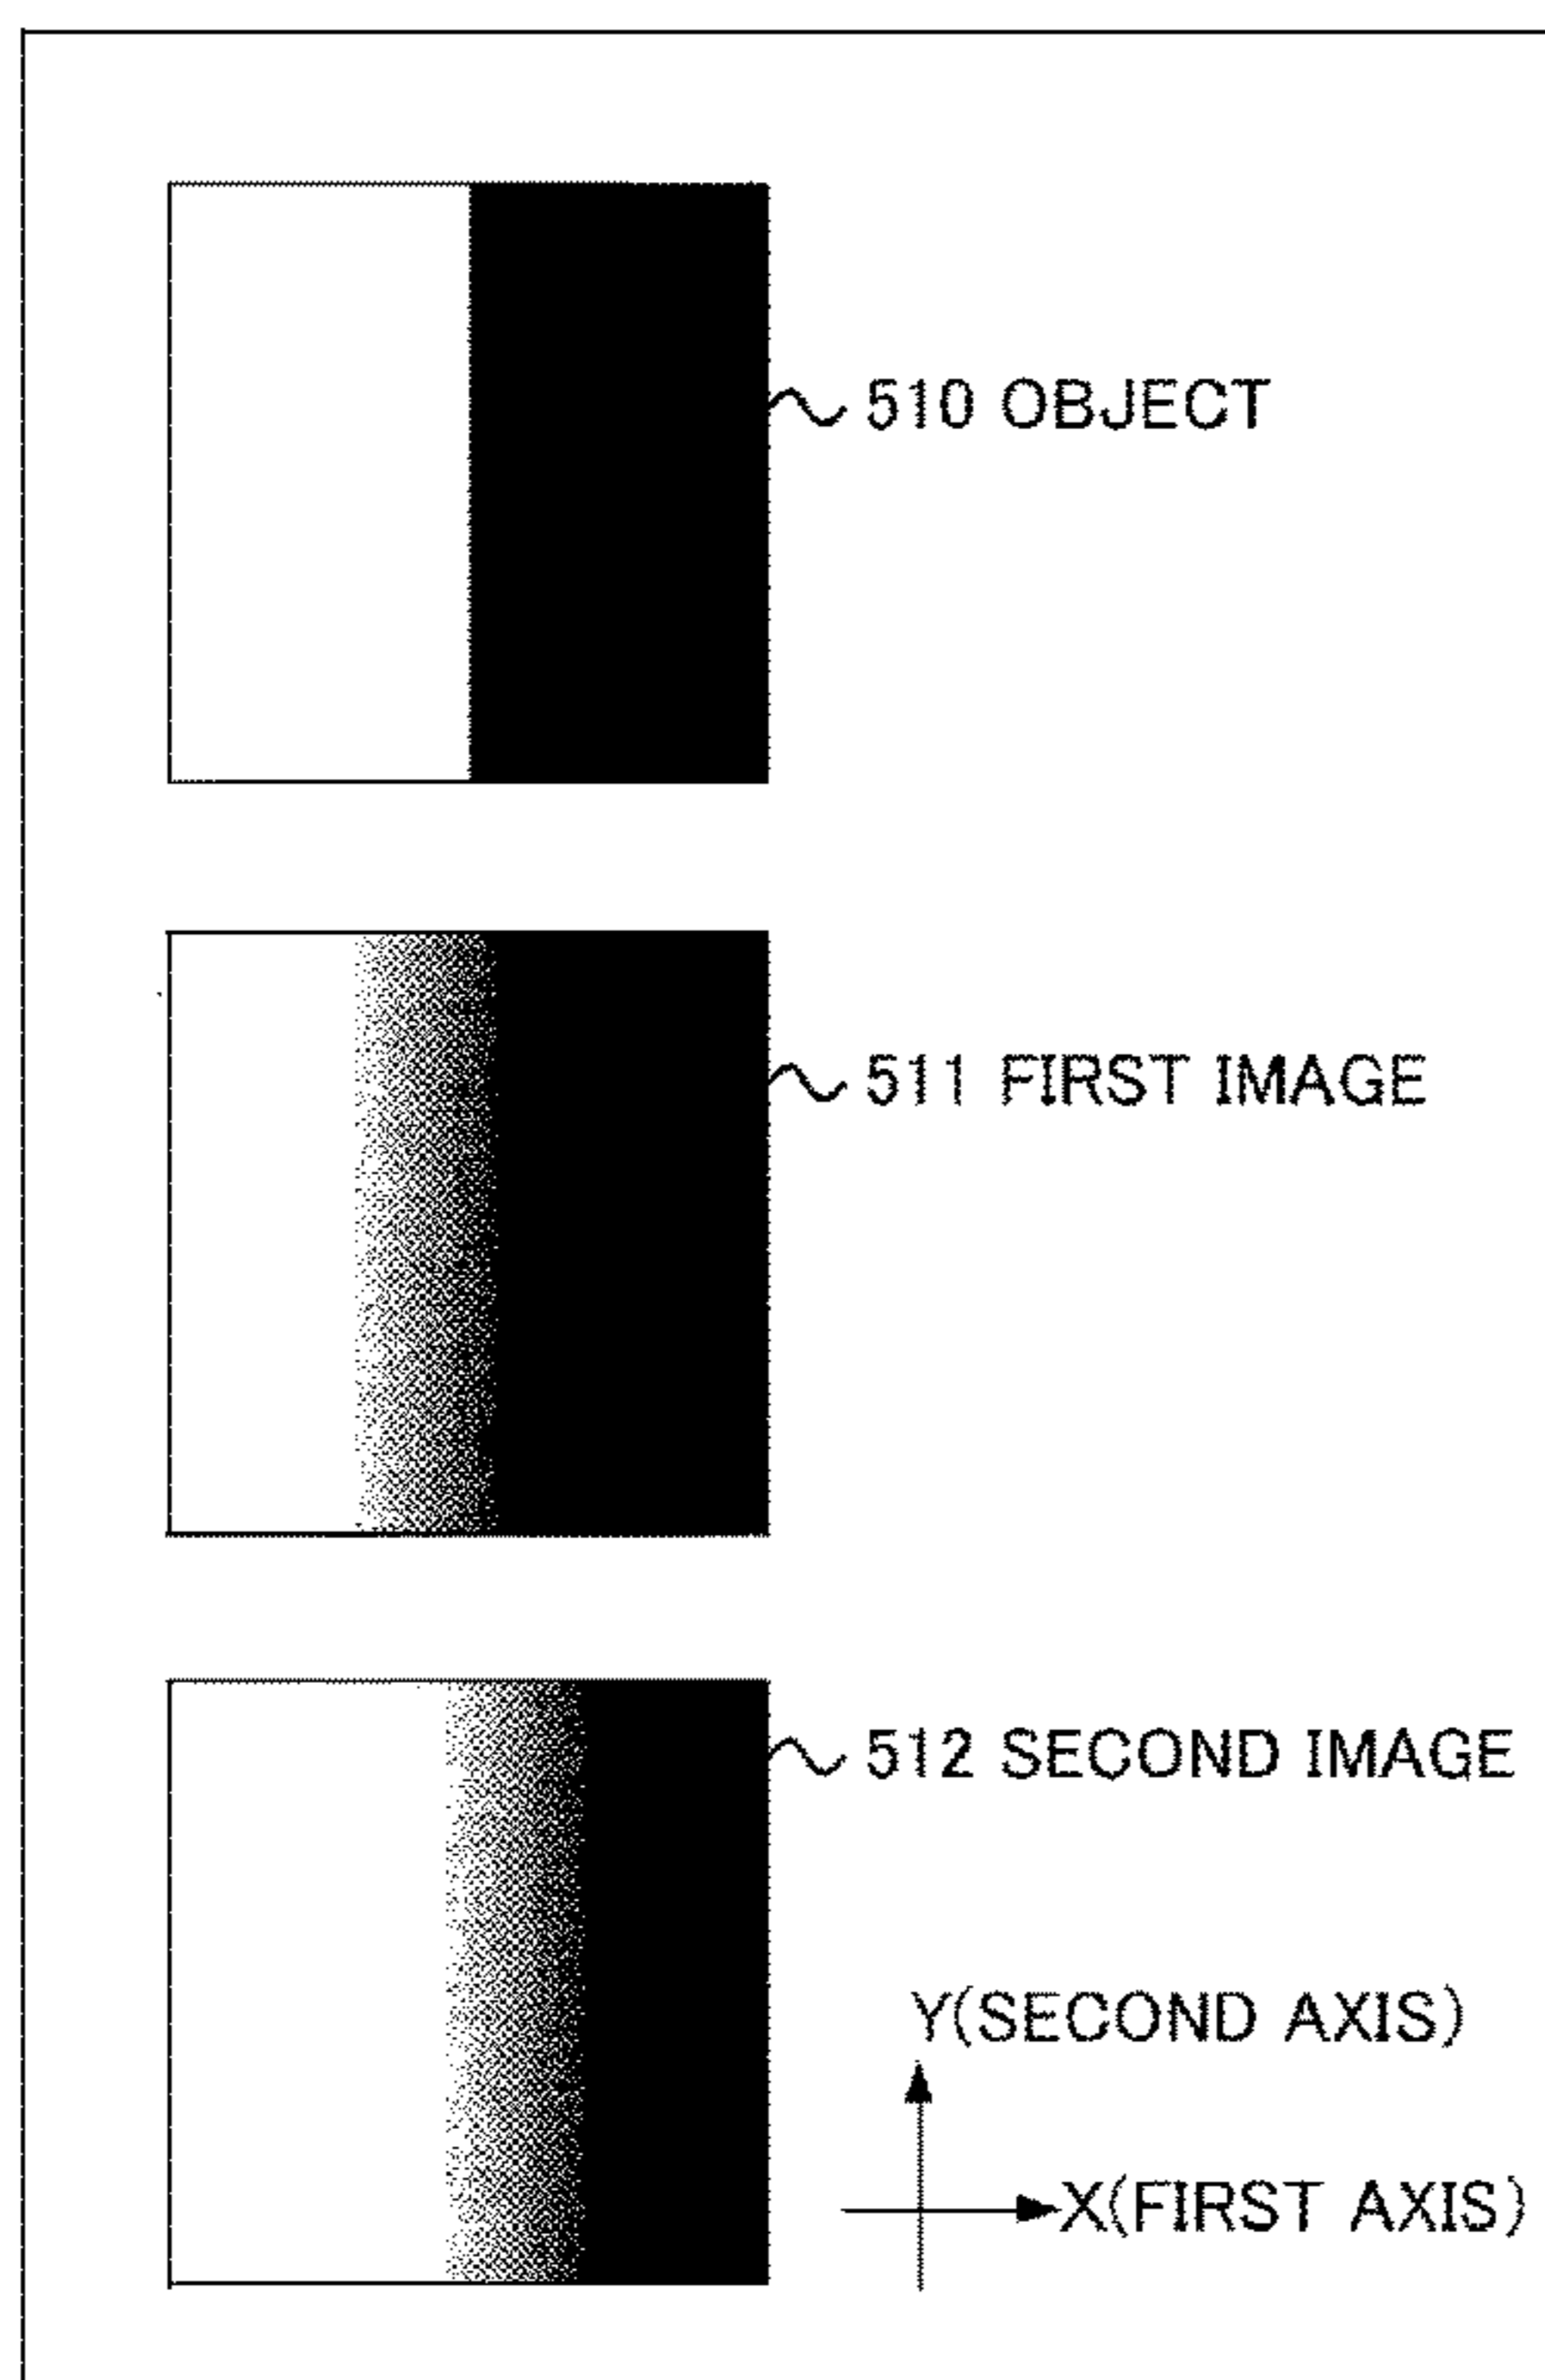 510 OBJECT
511 FIRST IMAGE
512 SECOND IMAGE
Y(SECOND AXIS)
X(FIRST AXIS)